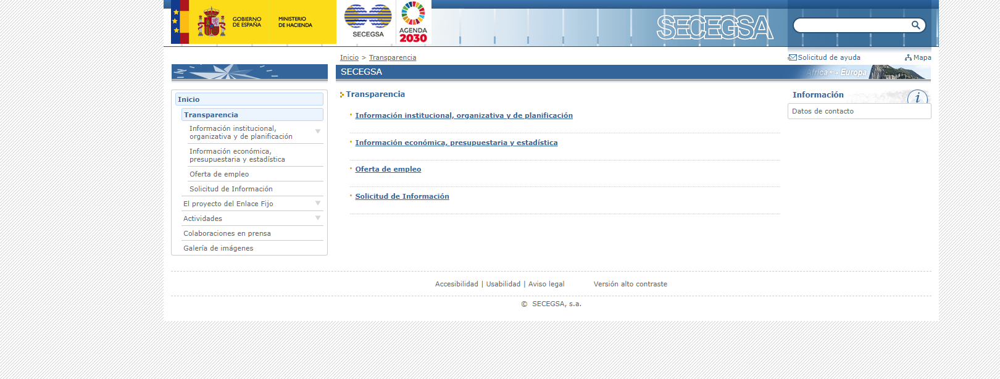 GOBIERNO
DE ESPAÑA
MINISTERIO
DE HACIENDA
SECEGSA
AGENDA
2030
SECEGSA
Inicio > Transparencia
Solicitud de ayuda
Mapa
SECEGSA
Africa ↔ Europa
Inicio
Transparencia
Información institucional,
organizativa y de planificación
Información económica,
presupuestaria y estadística
Oferta de empleo
Solicitud de Información
El proyecto del Enlace Fijo
Actividades
Colaboraciones en prensa
Galería de imágenes
Transparencia
Información institucional, organizativa y de planificación
Información económica, presupuestaria y estadística
Oferta de empleo
Solicitud de Información
Información
i
Datos de contacto
Accesibilidad | Usabilidad | Aviso legal
Versión alto contraste
© SECEGSA, s.a.